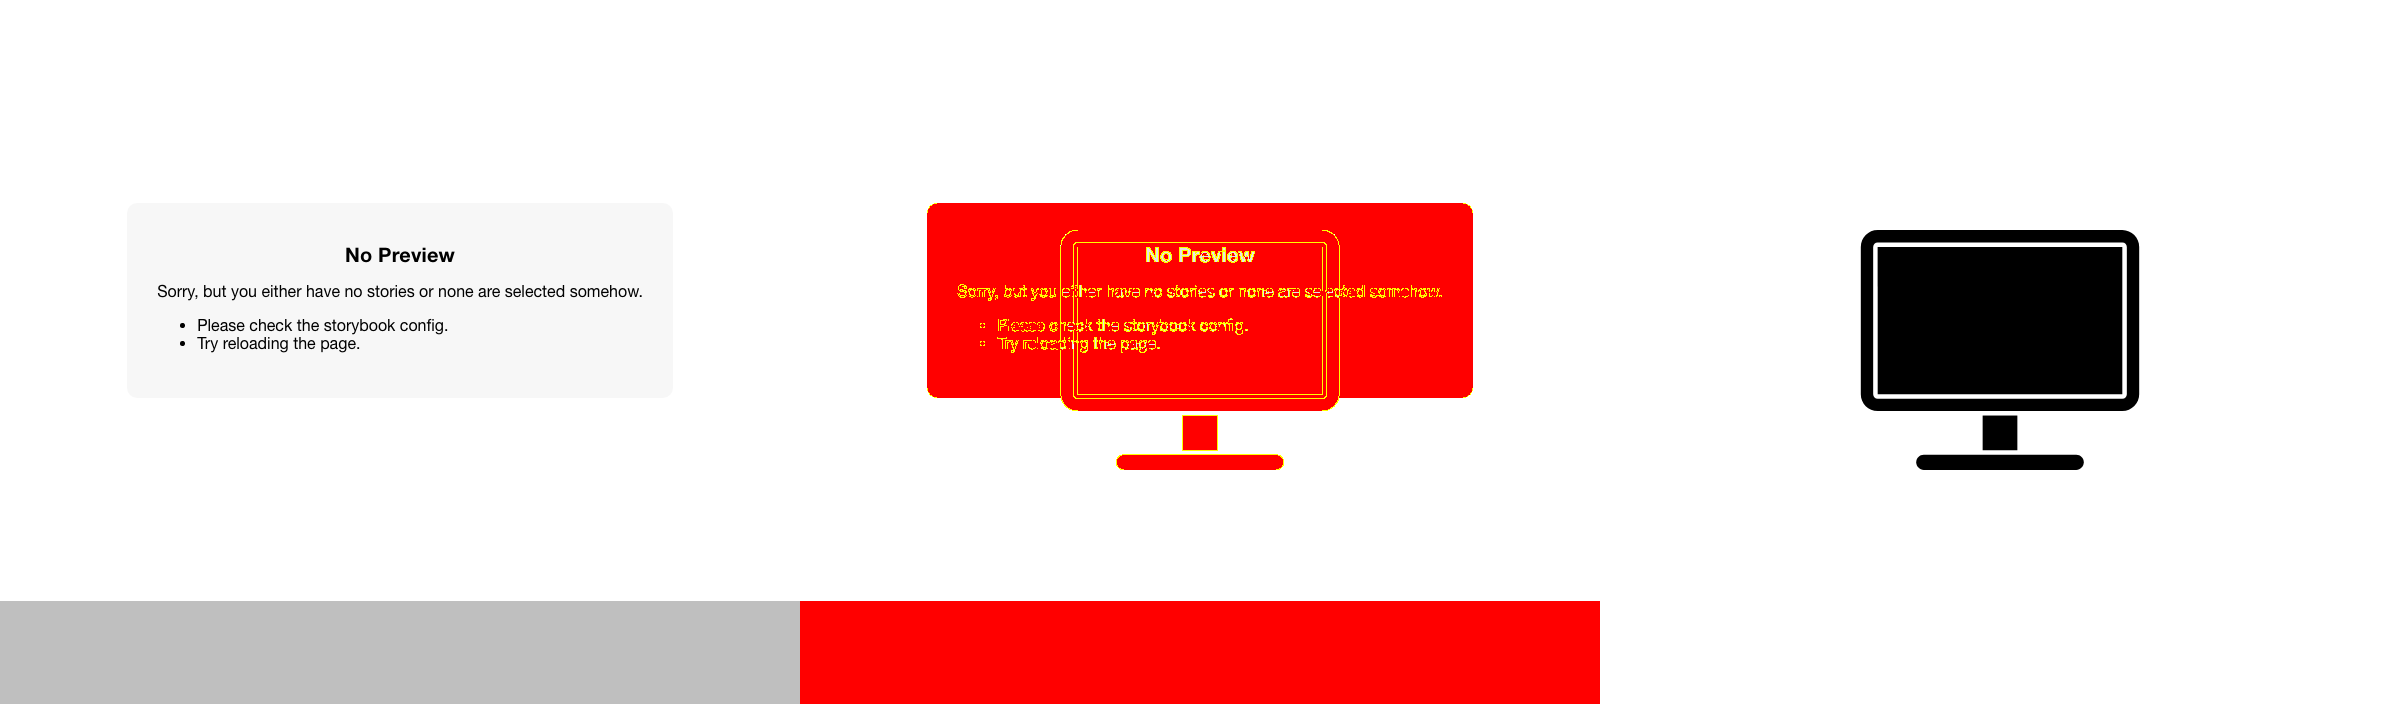 No Preview
Sorry, but you either have no stories or none are selected somehow.
Please check the storybook config.
Try reloading the page.
No Preview
Sorry, but you either have no stories or none are selected somehow.
Please check the storybook config.
Try reloading the page.